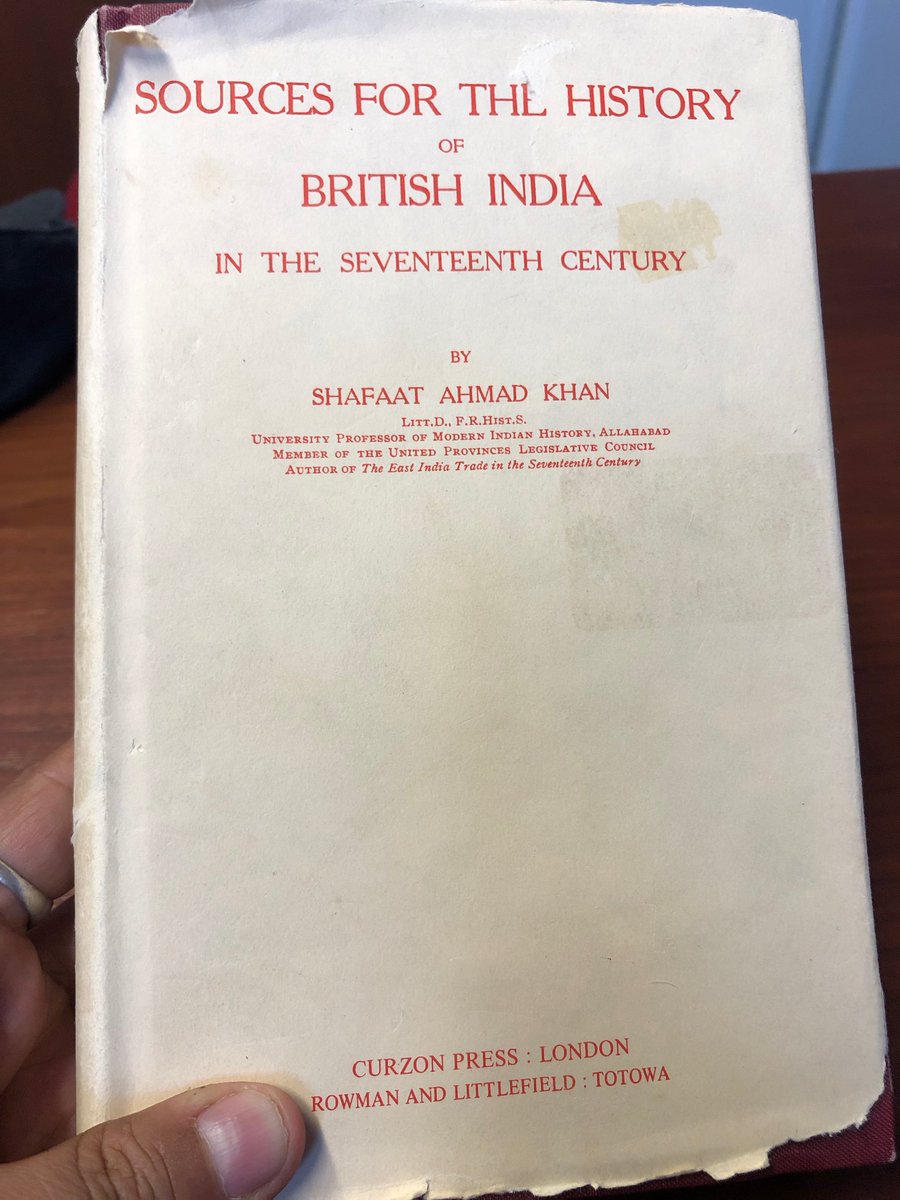 SOURCES FOR THE HISTORY
OF
BRITISH INDIA
IN THE SEVENTEENTH CENTURY
BY
SHAFAAT AHMAD KHAN
LITT.D., F.R.HIST.S.
UNIVERSITY PROFESSOR OF MODERN INDIAN HISTORY, ALLAHABAD
MEMBER OF THE UNITED PROVINCES LEGISLATIVE COUNCIL
AUTHOR OF The East India Trade in the Seventeenth Century
CURZON PRESS : LONDON
ROWMAN AND LITTLEFIELD : TOTOWA